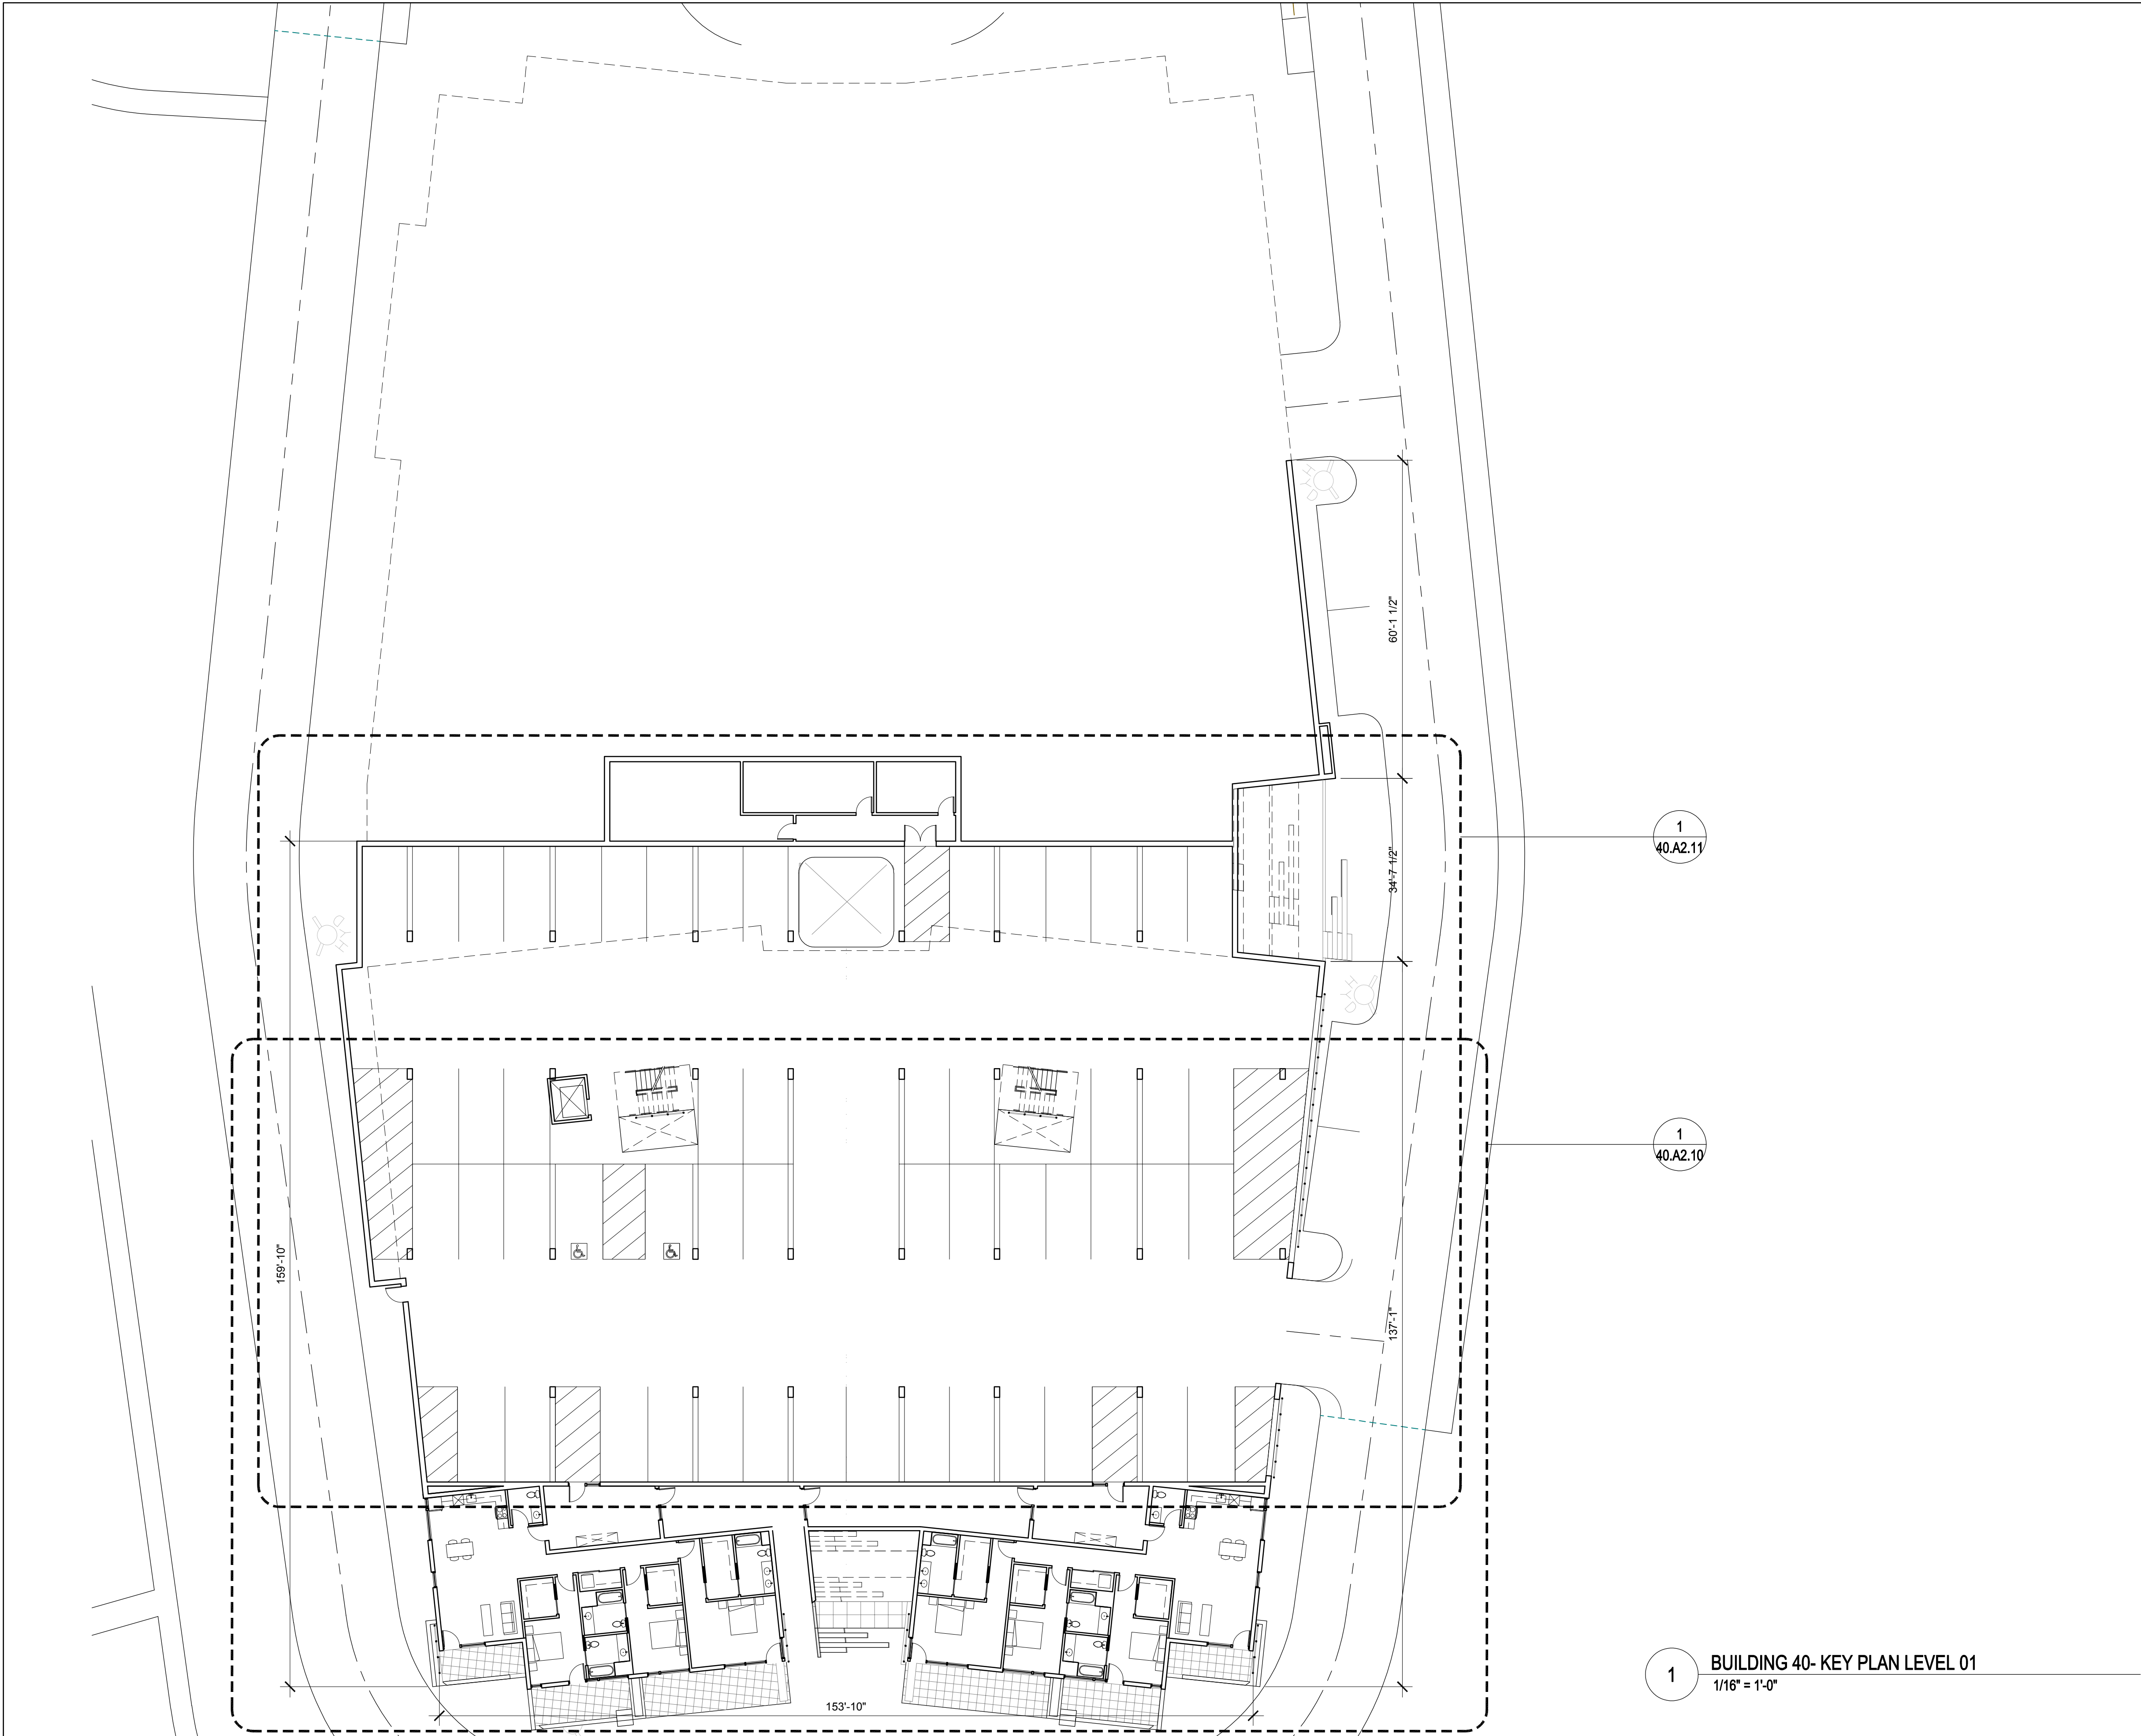 60'-1 1/2"
34'-7 1/2"
1
40.A2.11
1
40.A2.10
159'-10"
137'-1"
153'-10"
1
BUILDING 40- KEY PLAN LEVEL 01
1/16" = 1'-0"